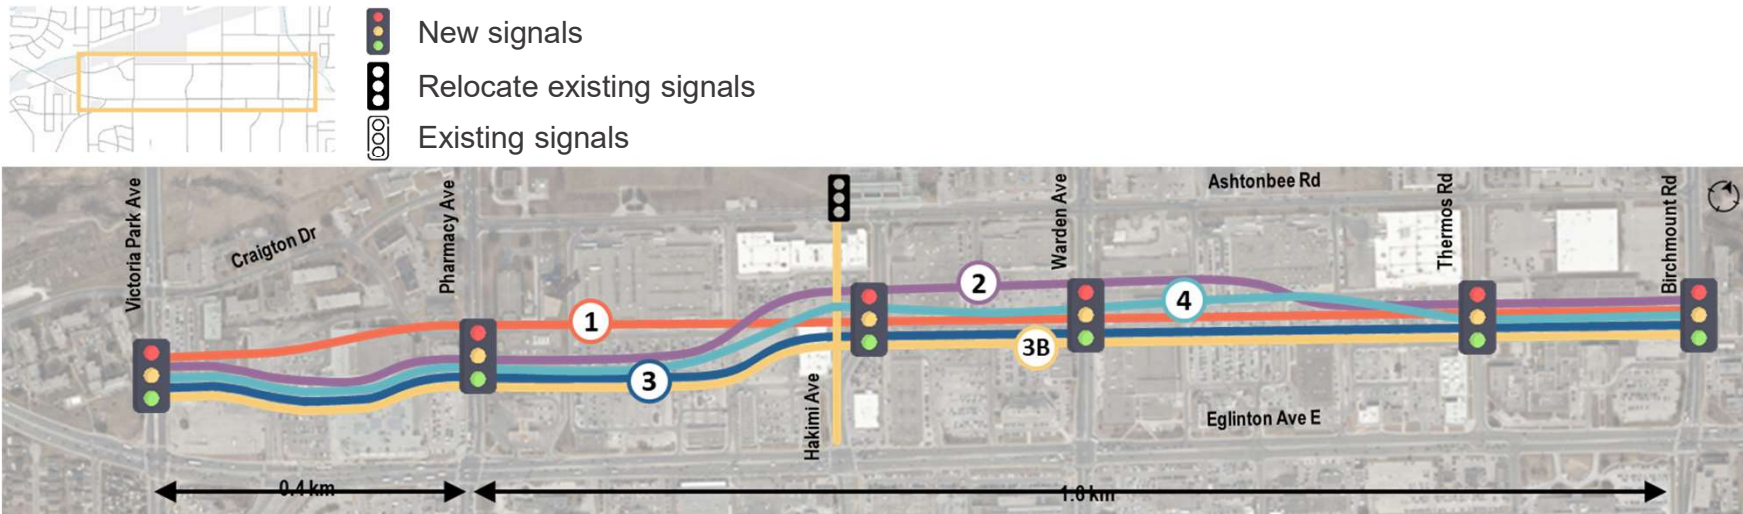 New signals
Relocate existing signals
Existing signals
Victoria Park Ave
Craigton Dr
Pharmacy Ave
Hakimi Ave
Warden Ave
Ashtonbee Rd
Thermos Rd
Birchmount Rd
Eglinton Ave E
1
2
3
3B
4
0.4 km
1.6 km